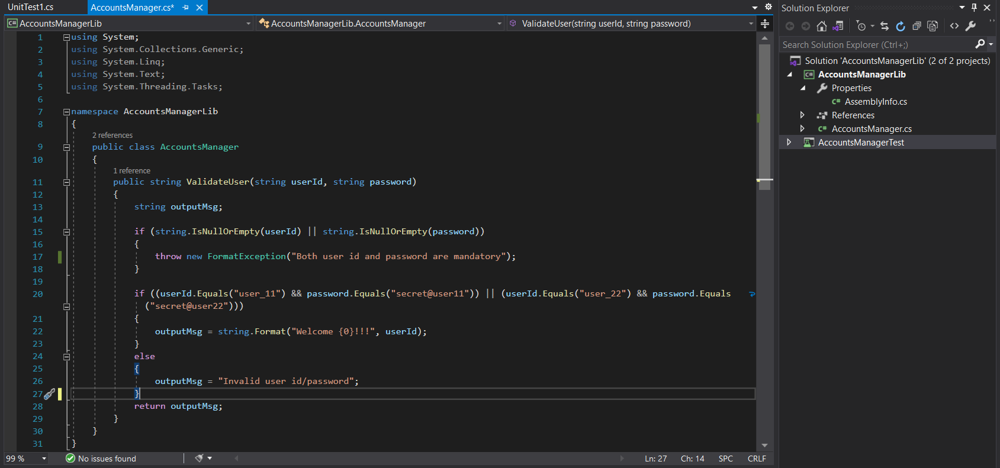 UnitTest1.cs
AccountsManager.cs*
AccountsManagerLib
AccountsManagerLib.AccountsManager
ValidateUser(string userId, string password)
1 using System;
2 using System.Collections.Generic;
3 using System.Linq;
4 using System.Text;
5 using System.Threading.Tasks;
6
7 namespace AccountsManagerLib
8 {
2 references
9 public class AccountsManager
10 {
1 reference
11 public string ValidateUser(string userId, string password)
12 {
13 string outputMsg;
14
15 if (string.IsNullOrEmpty(userId) || string.IsNullOrEmpty(password))
16 {
17 throw new FormatException("Both user id and password are mandatory");
18 }
19
20 if ((userId.Equals("user_11") && password.Equals("secret@user11")) || (userId.Equals("user_22") && password.Equals
("secret@user22")))
21 {
22 outputMsg = string.Format("Welcome {0}!!!", userId);
23 }
24 else
25 {
26 outputMsg = "Invalid user id/password";
27 }
28 return outputMsg;
29 }
30 }
31 }
99 %
No issues found
Ln: 27 Ch: 14 SPC CRLF
Solution Explorer
Search Solution Explorer (Ctrl+;)
Solution 'AccountsManagerLib' (2 of 2 projects)
C# AccountsManagerLib
Properties
C# AssemblyInfo.cs
References
C# AccountsManager.cs
AccountsManagerTest